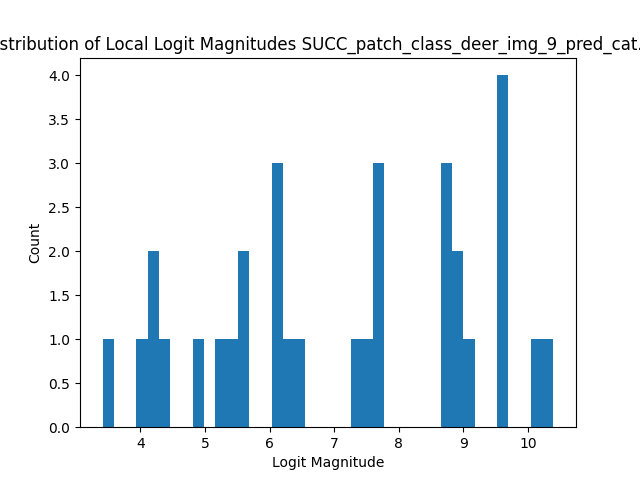 stribution of Local Logit Magnitudes SUCC_patch_class_deer_img_9_pred_cat.
4.0
3.5
3.0
2.5
2.0
1.5
1.0
0.5
0.0
Count
4 5 6 7 8 9 10
Logit Magnitude